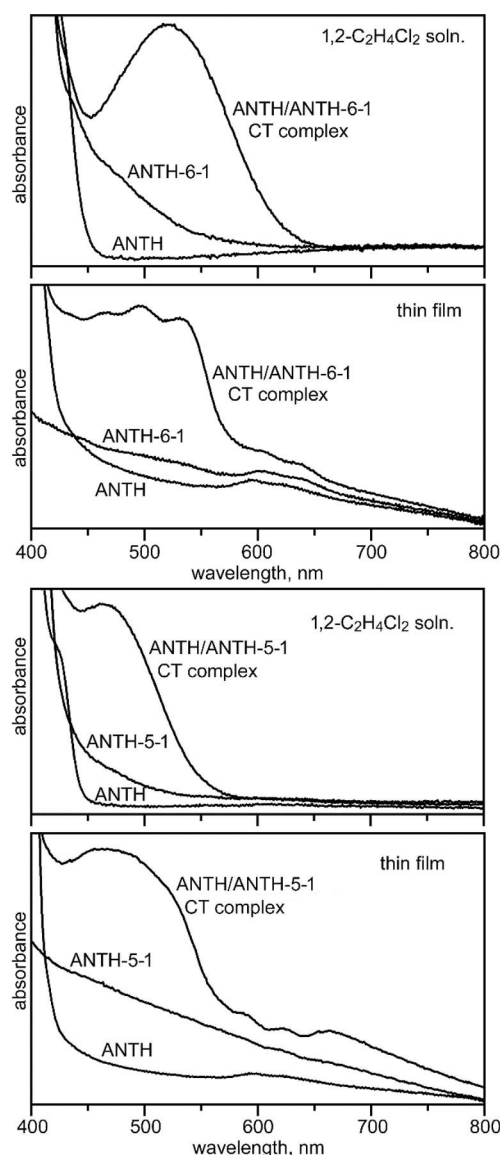 1,2-C₂H₄Cl₂ soln.
absorbance
ANTH/ANTH-6-1
CT complex
ANTH-6-1
ANTH
thin film
absorbance
ANTH/ANTH-6-1
CT complex
ANTH-6-1
ANTH
400 500 600 700 800
wavelength, nm
1,2-C₂H₄Cl₂ soln.
absorbance
ANTH/ANTH-5-1
CT complex
ANTH-5-1
ANTH
thin film
absorbance
ANTH/ANTH-5-1
CT complex
ANTH-5-1
ANTH
400 500 600 700 800
wavelength, nm